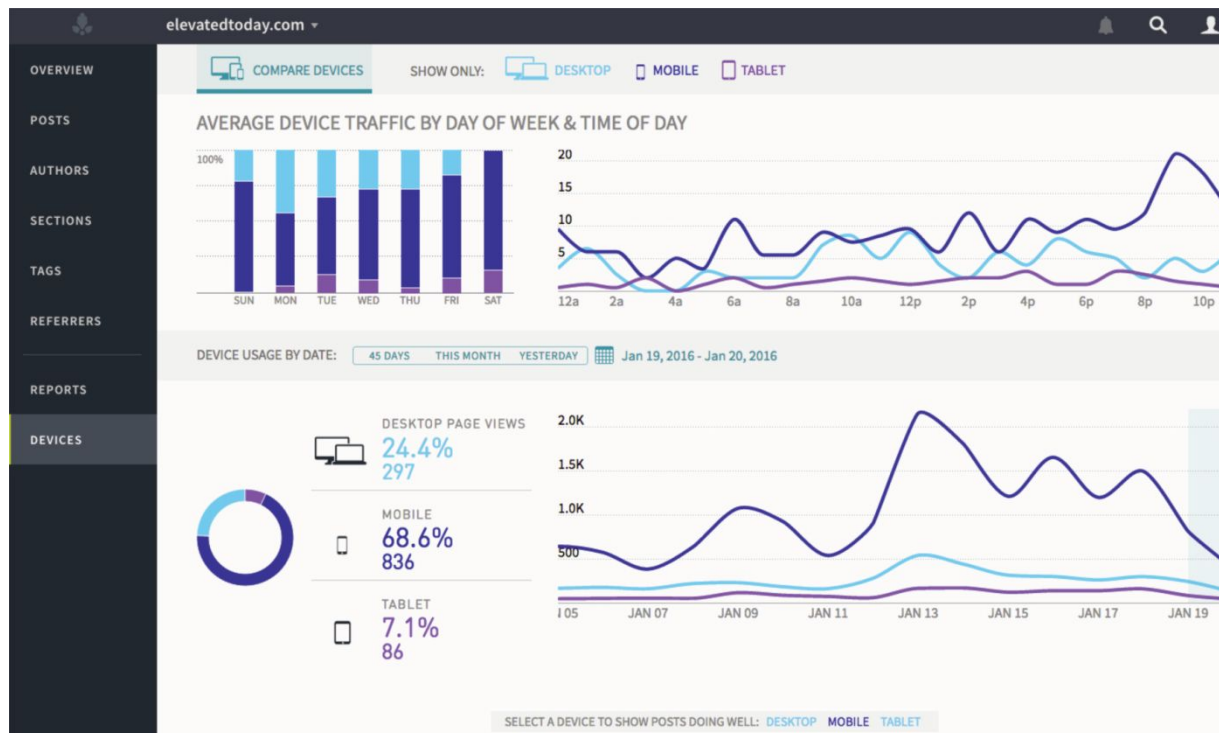 elevatedtoday.com
OVERVIEW
POSTS
AUTHORS
SECTIONS
TAGS
REFERRERS
REPORTS
DEVICES
COMPARE DEVICES SHOW ONLY: DESKTOP MOBILE TABLET
AVERAGE DEVICE TRAFFIC BY DAY OF WEEK & TIME OF DAY
100%
SUN MON TUE WED THU FRI SAT
20
15
10
5
12a 2a 4a 6a 8a 10a 12p 2p 4p 6p 8p 10p
DEVICE USAGE BY DATE: 45 DAYS THIS MONTH YESTERDAY Jan 19, 2016 - Jan 20, 2016
DESKTOP PAGE VIEWS
24.4%
297
MOBILE
68.6%
836
TABLET
7.1%
86
2.0K
1.5K
1.0K
500
05 JAN 07 JAN 09 JAN 11 JAN 13 JAN 15 JAN 17 JAN 19
SELECT A DEVICE TO SHOW POSTS DOING WELL: DESKTOP MOBILE TABLET